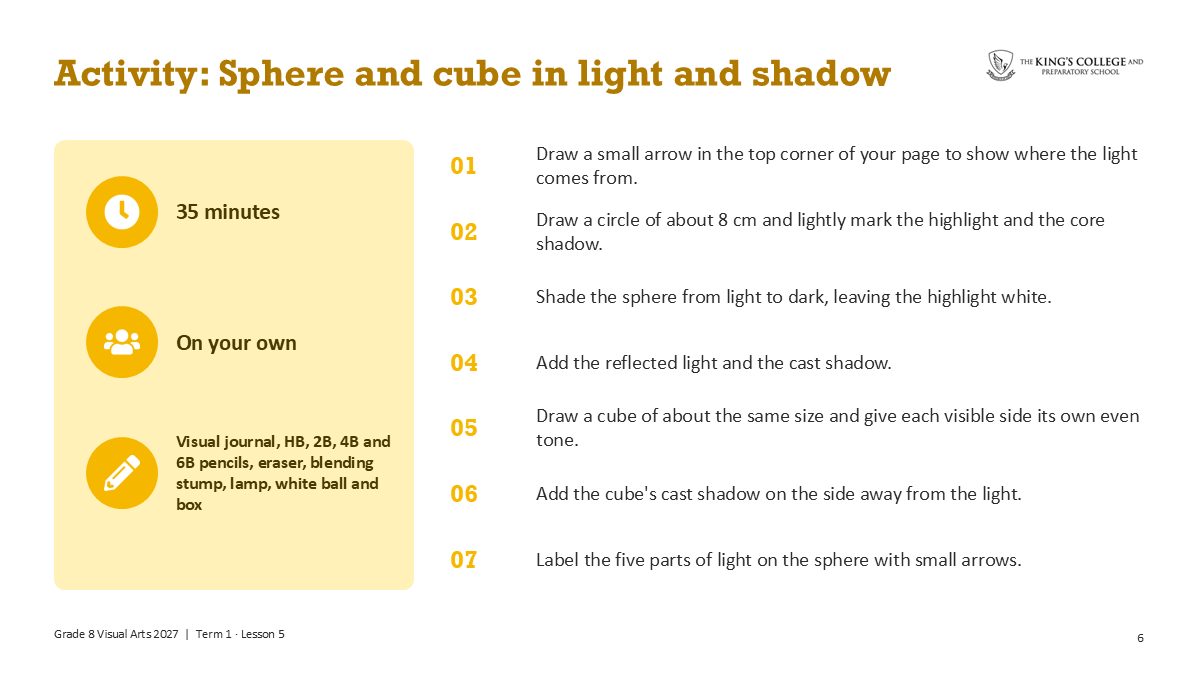 Activity: Sphere and cube in light and shadow
THE KING'S COLLEGE AND
PREPARATORY SCHOOL
35 minutes
On your own
Visual journal, HB, 2B, 4B and
6B pencils, eraser, blending
stump, lamp, white ball and
box
01
Draw a small arrow in the top corner of your page to show where the light
comes from.
02
Draw a circle of about 8 cm and lightly mark the highlight and the core
shadow.
03
Shade the sphere from light to dark, leaving the highlight white.
04
Add the reflected light and the cast shadow.
05
Draw a cube of about the same size and give each visible side its own even
tone.
06
Add the cube's cast shadow on the side away from the light.
07
Label the five parts of light on the sphere with small arrows.
Grade 8 Visual Arts 2027 | Term 1 · Lesson 5
6